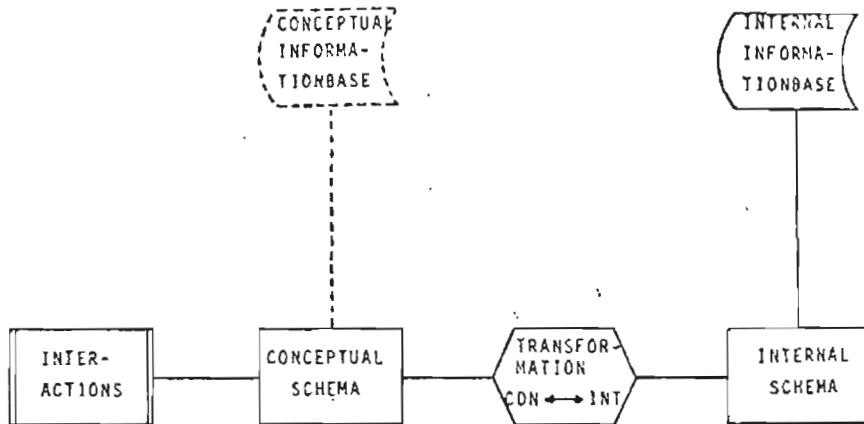 CONCEPTUAL
INFORMA-
TIONBASE
INTERNAL
INFORMA-
TIONBASE
INTER-
ACTIONS
CONCEPTUAL
SCHEMA
TRANSFOR-
MATION
CON ⟷ INT
INTERNAL
SCHEMA